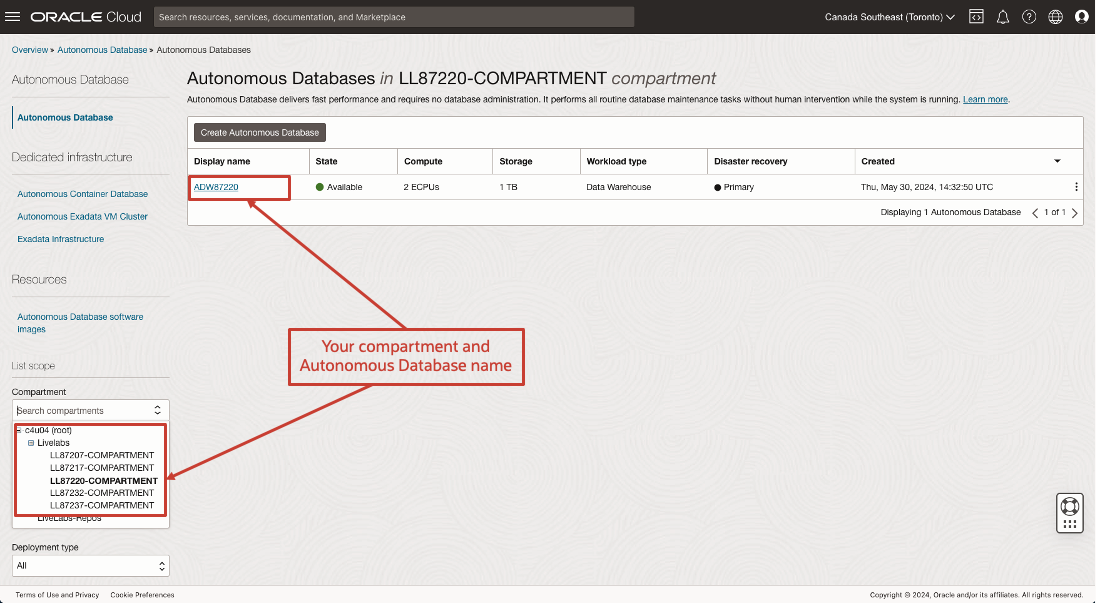 ORACLE Cloud
Search resources, services, documentation, and Marketplace
Canada Southeast (Toronto)
Overview » Autonomous Database » Autonomous Databases
Autonomous Database
Autonomous Database
Dedicated infrastructure
Autonomous Container Database
Autonomous Exadata VM Cluster
Exadata Infrastructure
Resources
Autonomous Database software
images
List scope
Compartment
Search compartments
c4u04 (root)
Livelabs
LL87207-COMPARTMENT
LL87217-COMPARTMENT
LL87220-COMPARTMENT
LL87232-COMPARTMENT
LL87237-COMPARTMENT
LiveLabs-Repos
Deployment type
All
Autonomous Databases in LL87220-COMPARTMENT compartment
Autonomous Database delivers fast performance and requires no database administration. It performs all routine database maintenance tasks without human intervention while the system is running. Learn more.
Create Autonomous Database
Display name State Compute Storage Workload type Disaster recovery Created
ADW87220 Available 2 ECPUs 1 TB Data Warehouse Primary Thu, May 30, 2024, 14:32:50 UTC
Displaying 1 Autonomous Database 1 of 1
Your compartment and
Autonomous Database name
Terms of Use and Privacy Cookie Preferences
Copyright © 2024, Oracle and/or its affiliates. All rights reserved.